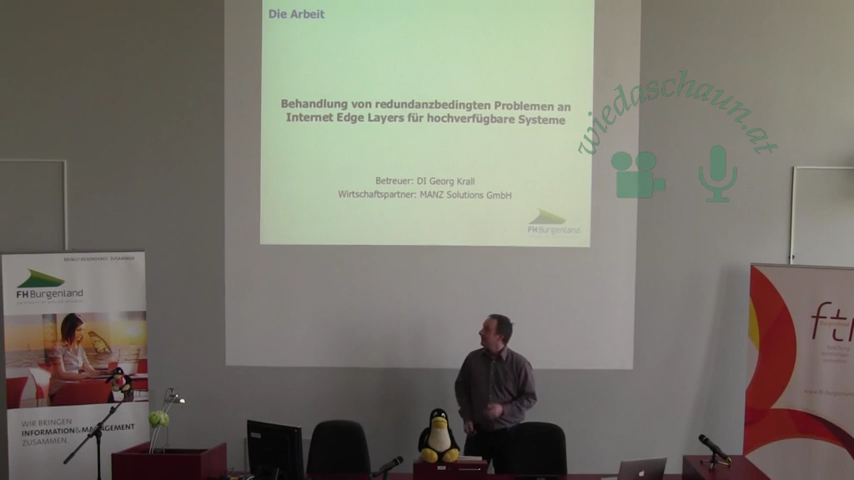 Die Arbeit
Behandlung von redundanzbedingten Problemen an
Internet Edge Layers für hochverfügbare Systeme
Betreuer: DI Georg Krall
Wirtschaftspartner: MANZ Solutions GmbH
FH Burgenland
wiedaschaun.at
FH Burgenland
WIR BRINGEN
INFORMATION&MANAGEMENT
ZUSAMMEN.